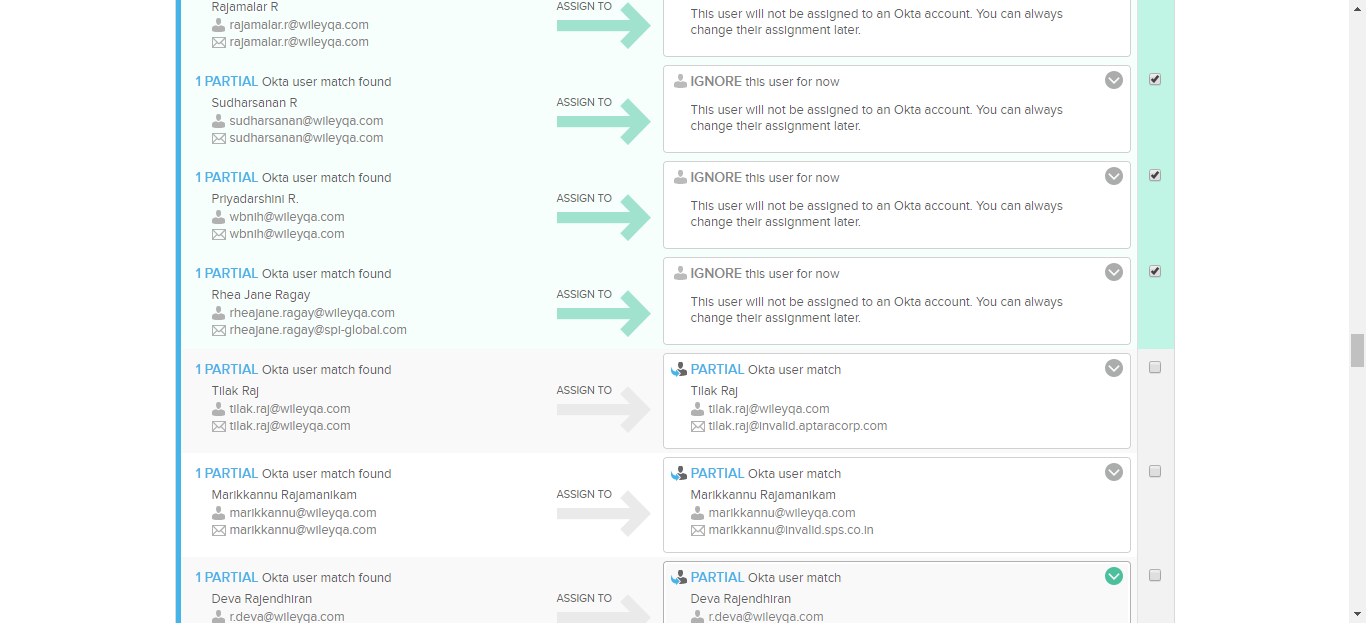 Rajamalar R
rajamalar.r@wileyqa.com
rajamalar.r@wileyqa.com
ASSIGN TO
This user will not be assigned to an Okta account. You can always
change their assignment later.
1 PARTIAL Okta user match found
Sudharsanan R
sudharsanan@wileyqa.com
sudharsanan@wileyqa.com
ASSIGN TO
IGNORE this user for now
This user will not be assigned to an Okta account. You can always
change their assignment later.
1 PARTIAL Okta user match found
Priyadarshini R.
wbnih@wileyqa.com
wbnih@wileyqa.com
ASSIGN TO
IGNORE this user for now
This user will not be assigned to an Okta account. You can always
change their assignment later.
1 PARTIAL Okta user match found
Rhea Jane Ragay
rheajane.ragay@wileyqa.com
rheajane.ragay@spi-global.com
ASSIGN TO
IGNORE this user for now
This user will not be assigned to an Okta account. You can always
change their assignment later.
1 PARTIAL Okta user match found
Tilak Raj
tilak.raj@wileyqa.com
tilak.raj@wileyqa.com
ASSIGN TO
PARTIAL Okta user match
Tilak Raj
tilak.raj@wileyqa.com
tilak.raj@invalid.aptaracorp.com
1 PARTIAL Okta user match found
Marikkannu Rajamanikam
marikkannu@wileyqa.com
marikkannu@wileyqa.com
ASSIGN TO
PARTIAL Okta user match
Marikkannu Rajamanikam
marikkannu@wileyqa.com
marikkannu@invalid.sps.co.in
1 PARTIAL Okta user match found
Deva Rajendhiran
r.deva@wileyqa.com
ASSIGN TO
PARTIAL Okta user match
Deva Rajendhiran
r.deva@wileyqa.com